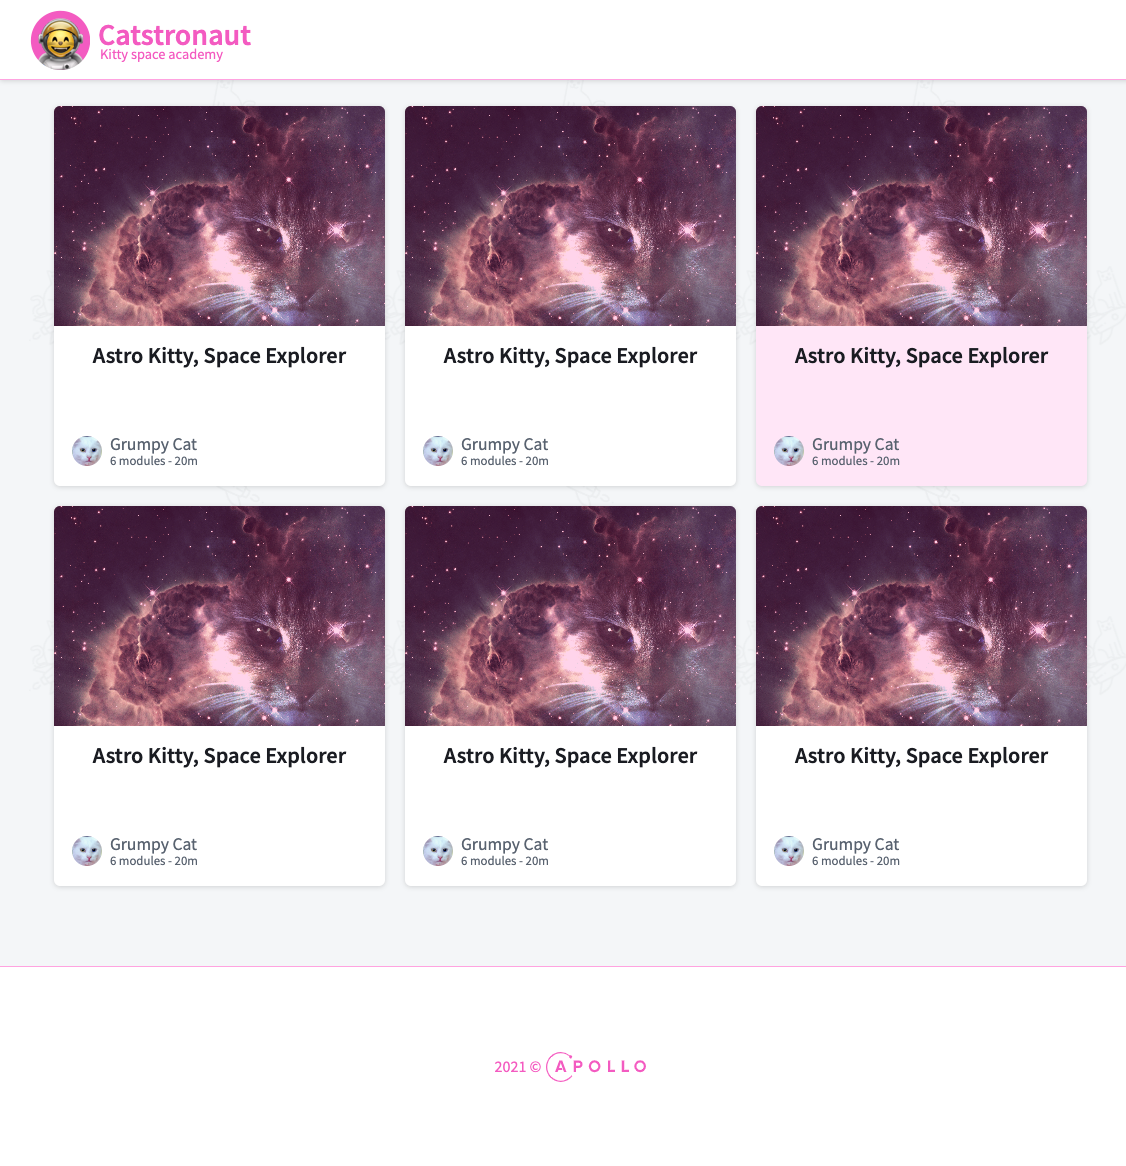 Catstronaut
Kitty space academy
Astro Kitty, Space Explorer
Grumpy Cat
6 modules - 20m
Astro Kitty, Space Explorer
Grumpy Cat
6 modules - 20m
Astro Kitty, Space Explorer
Grumpy Cat
6 modules - 20m
Astro Kitty, Space Explorer
Grumpy Cat
6 modules - 20m
Astro Kitty, Space Explorer
Grumpy Cat
6 modules - 20m
Astro Kitty, Space Explorer
Grumpy Cat
6 modules - 20m
2021 © APOLLO